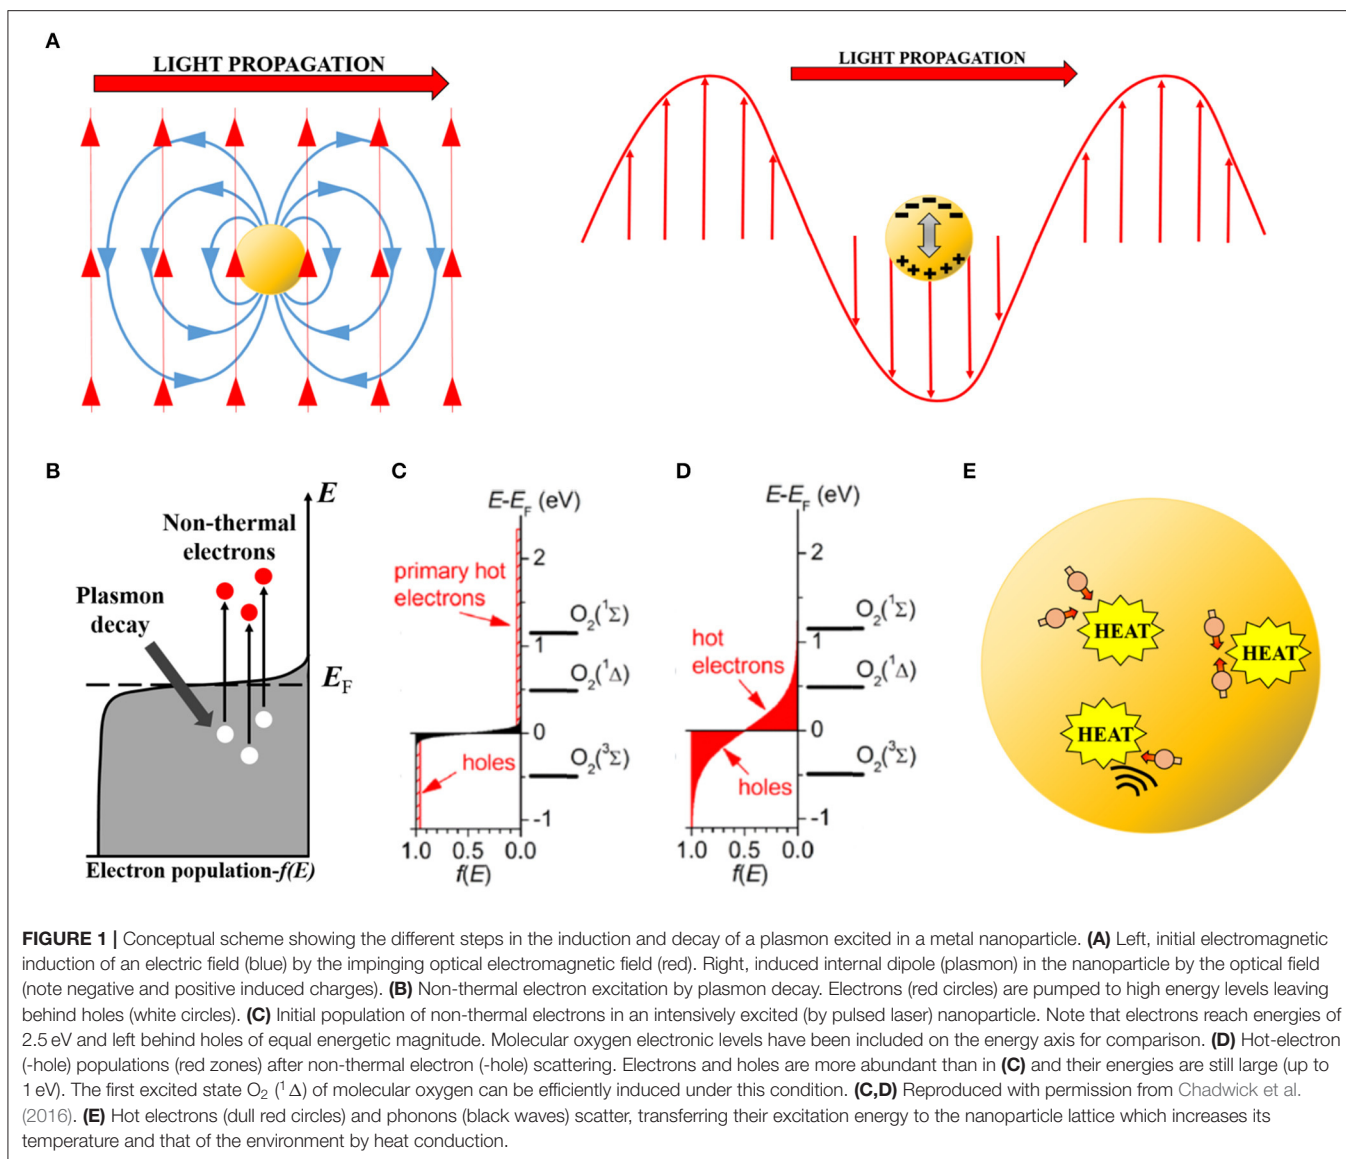 A
LIGHT PROPAGATION
LIGHT PROPAGATION
B
E
Non-thermal
electrons
Plasmon
decay
E_F
Electron population-f(E)
C
E-E_F (eV)
2
primary hot
electrons
O₂(¹Σ)
1
O₂(¹Δ)
0
holes
O₂(³Σ)
-1
1.0 0.5 0.0
f(E)
D
E-E_F (eV)
2
O₂(¹Σ)
1
hot
electrons
O₂(¹Δ)
0
O₂(³Σ)
holes
-1
1.0 0.5 0.0
f(E)
E
HEAT
HEAT
HEAT
FIGURE 1 | Conceptual scheme showing the different steps in the induction and decay of a plasmon excited in a metal nanoparticle. (A) Left, initial electromagnetic
induction of an electric field (blue) by the impinging optical electromagnetic field (red). Right, induced internal dipole (plasmon) in the nanoparticle by the optical field
(note negative and positive induced charges). (B) Non-thermal electron excitation by plasmon decay. Electrons (red circles) are pumped to high energy levels leaving
behind holes (white circles). (C) Initial population of non-thermal electrons in an intensively excited (by pulsed laser) nanoparticle. Note that electrons reach energies of
2.5 eV and left behind holes of equal energetic magnitude. Molecular oxygen electronic levels have been included on the energy axis for comparison. (D) Hot-electron
(-hole) populations (red zones) after non-thermal electron (-hole) scattering. Electrons and holes are more abundant than in (C) and their energies are still large (up to
1 eV). The first excited state O₂ (¹Δ) of molecular oxygen can be efficiently induced under this condition. (C,D) Reproduced with permission from Chadwick et al.
(2016). (E) Hot electrons (dull red circles) and phonons (black waves) scatter, transferring their excitation energy to the nanoparticle lattice which increases its
temperature and that of the environment by heat conduction.